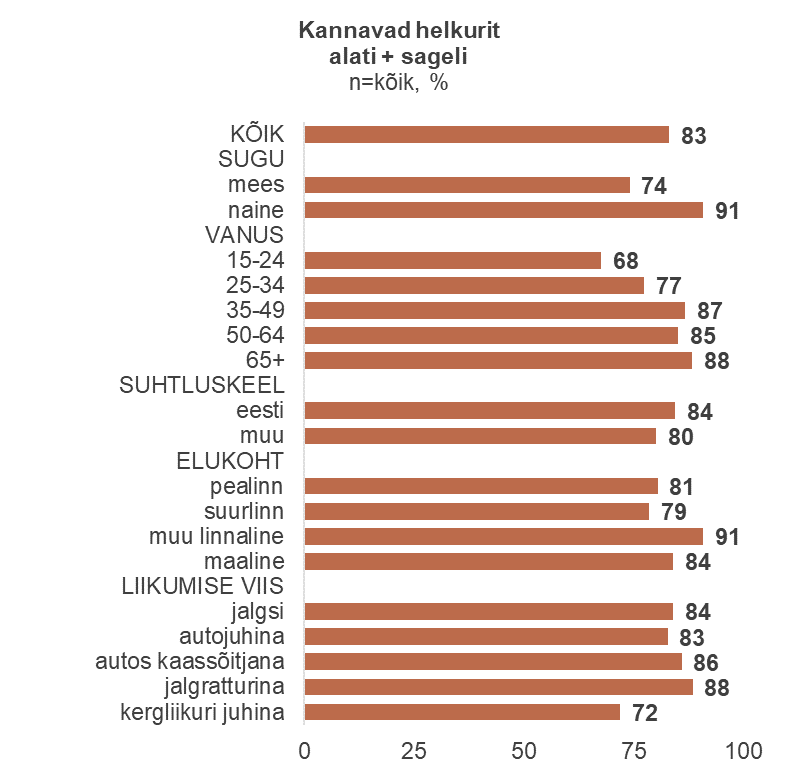 Kannavad helkurit
alati + sageli
n=kõik, %
KÕIK 83
SUGU
mees 74
naine 91
VANUS
15-24 68
25-34 77
35-49 87
50-64 85
65+ 88
SUHTLUSKEEL
eesti 84
muu 80
ELUKOHT
pealinn 81
suurlinn 79
muu linnaline 91
maaline 84
LIIKUMISE VIIS
jalgsi 84
autojuhina 83
autos kaassõitjana 86
jalgratturina 88
kergliikuri juhina 72
0 25 50 75 100